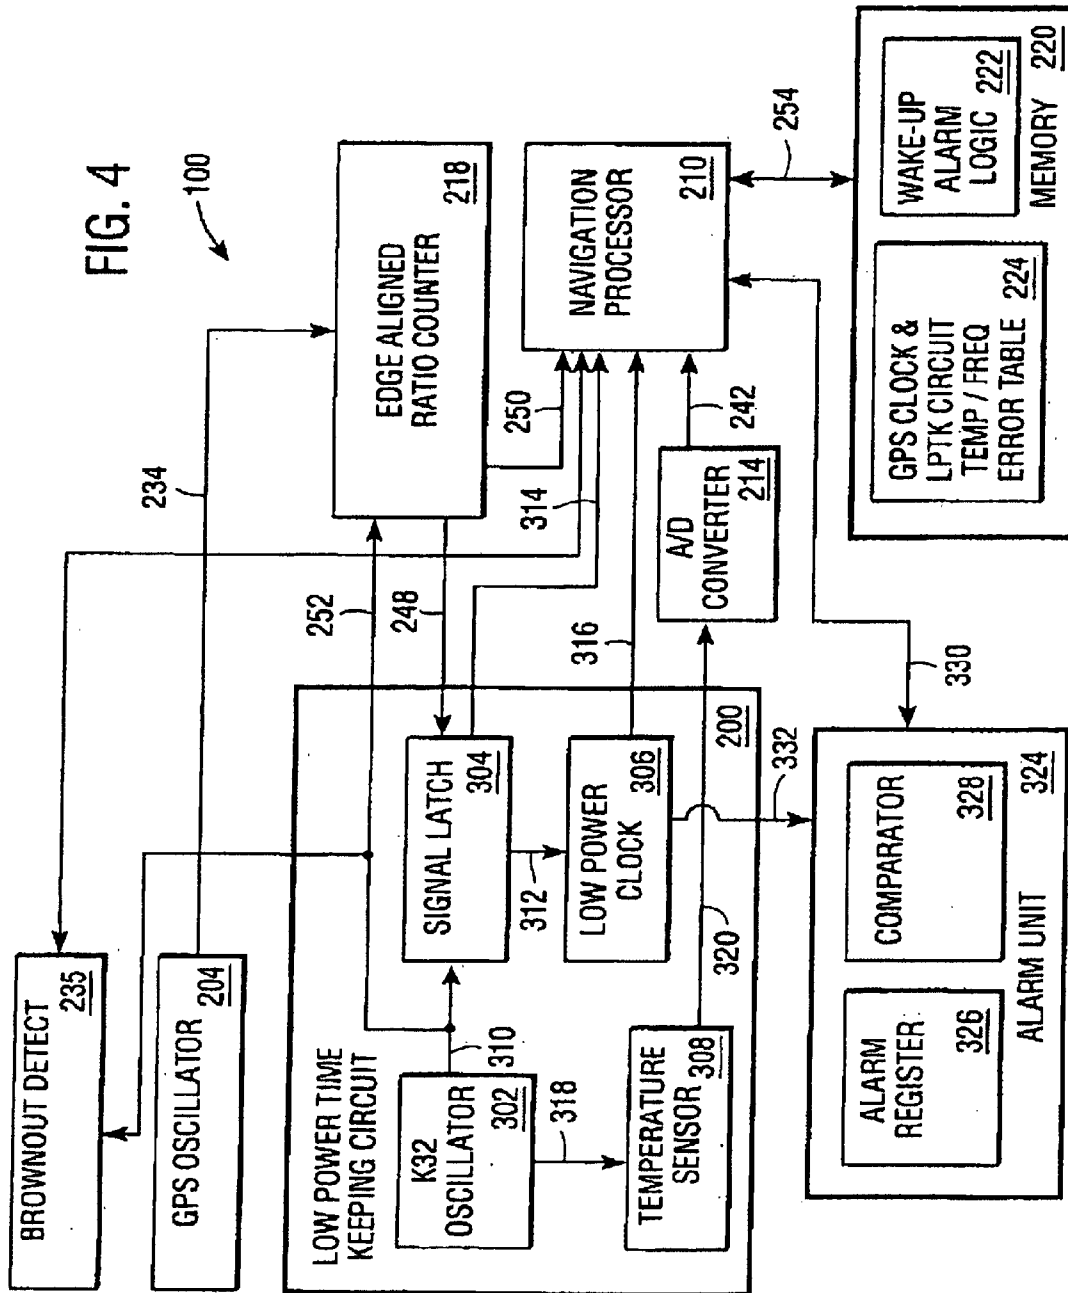 FIG. 4
100
BROWNOUT DETECT
235
GPS OSCILLATOR
204
234
EDGE ALIGNED
RATIO COUNTER
218
252
248
250
314
316
LOW POWER TIME
KEEPING CIRCUIT
200
K32
OSCILLATOR
302
310
SIGNAL LATCH
304
312
LOW POWER
CLOCK
306
318
TEMPERATURE
SENSOR
308
320
332
NAVIGATION
PROCESSOR
210
A/D
CONVERTER
214
242
254
330
ALARM
REGISTER
326
COMPARATOR
328
ALARM UNIT
324
GPS CLOCK &
LPTK CIRCUIT
TEMP / FREQ
ERROR TABLE
224
WAKE-UP
ALARM
LOGIC
222
MEMORY
220